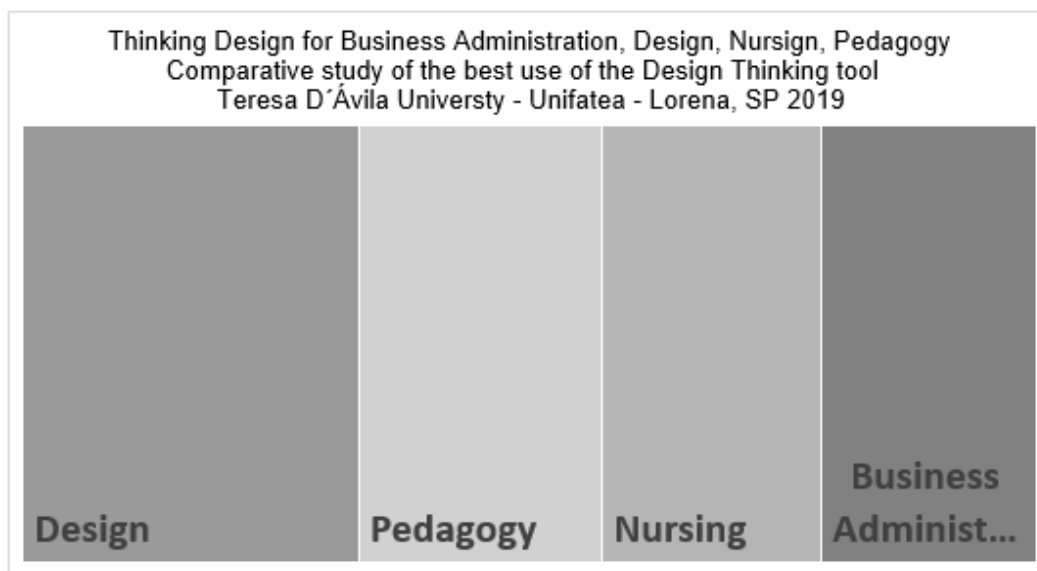 Thinking Design for Business Administration, Design, Nursign, Pedagogy
Comparative study of the best use of the Design Thinking tool
Teresa D´Ávila Universty - Unifatea - Lorena, SP 2019
Design
Pedagogy
Nursing
Business
Administ...